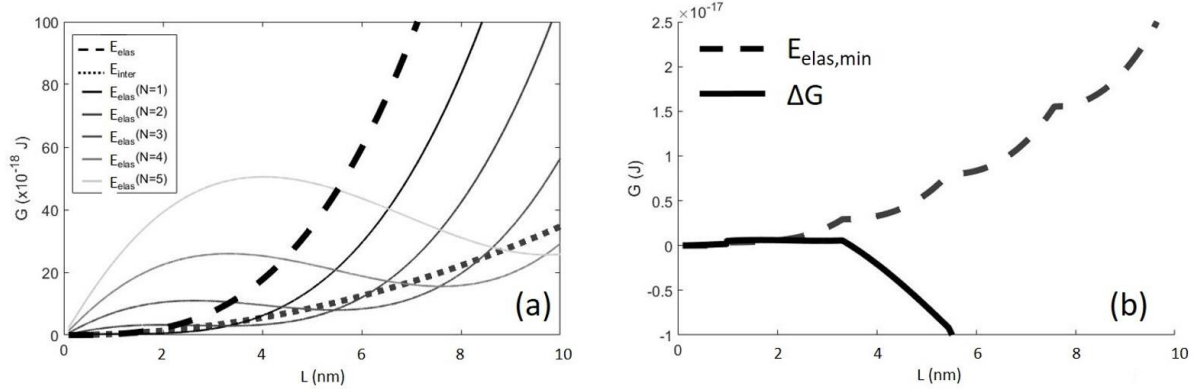 100
80
60
40
20
0
0
2
4
6
8
10
G (x10⁻¹⁸ J)
L (nm)
E_elas
E_inter
E_elas(N=1)
E_elas(N=2)
E_elas(N=3)
E_elas(N=4)
E_elas(N=5)
(a)
×10⁻¹⁷
2.5
2
1.5
1
0.5
0
-0.5
-1
0
2
4
6
8
10
G (J)
L (nm)
E_elas,min
ΔG
(b)